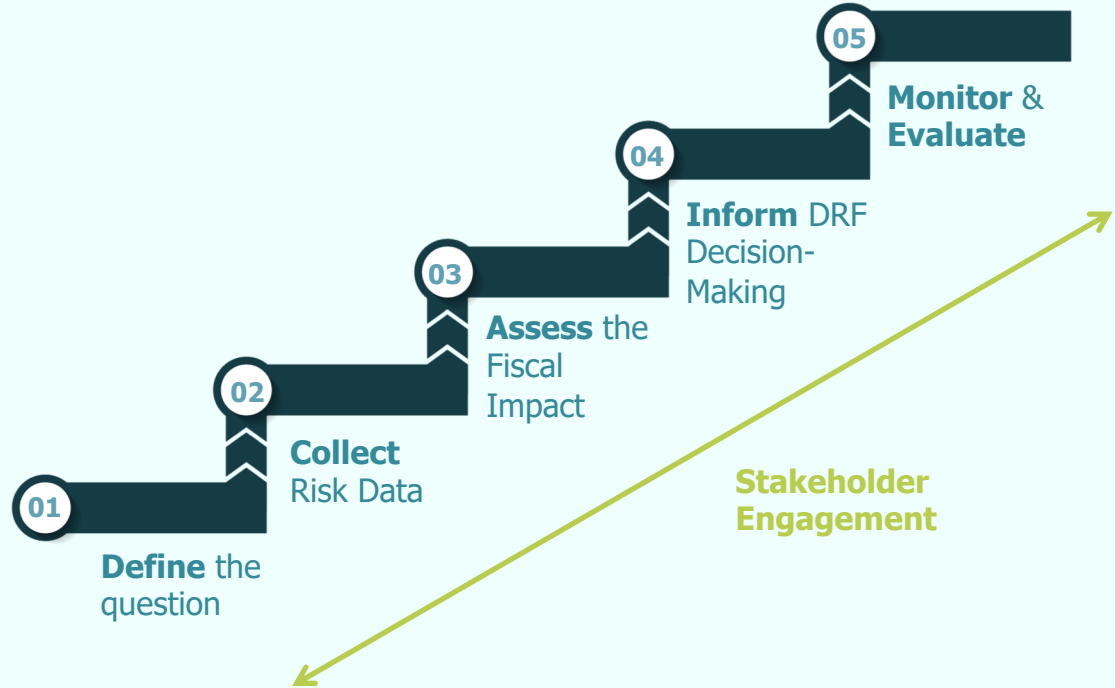 01
Define the
question
02
Collect
Risk Data
03
Assess the
Fiscal
Impact
04
Inform DRF
Decision-
Making
05
Monitor &
Evaluate
Stakeholder
Engagement